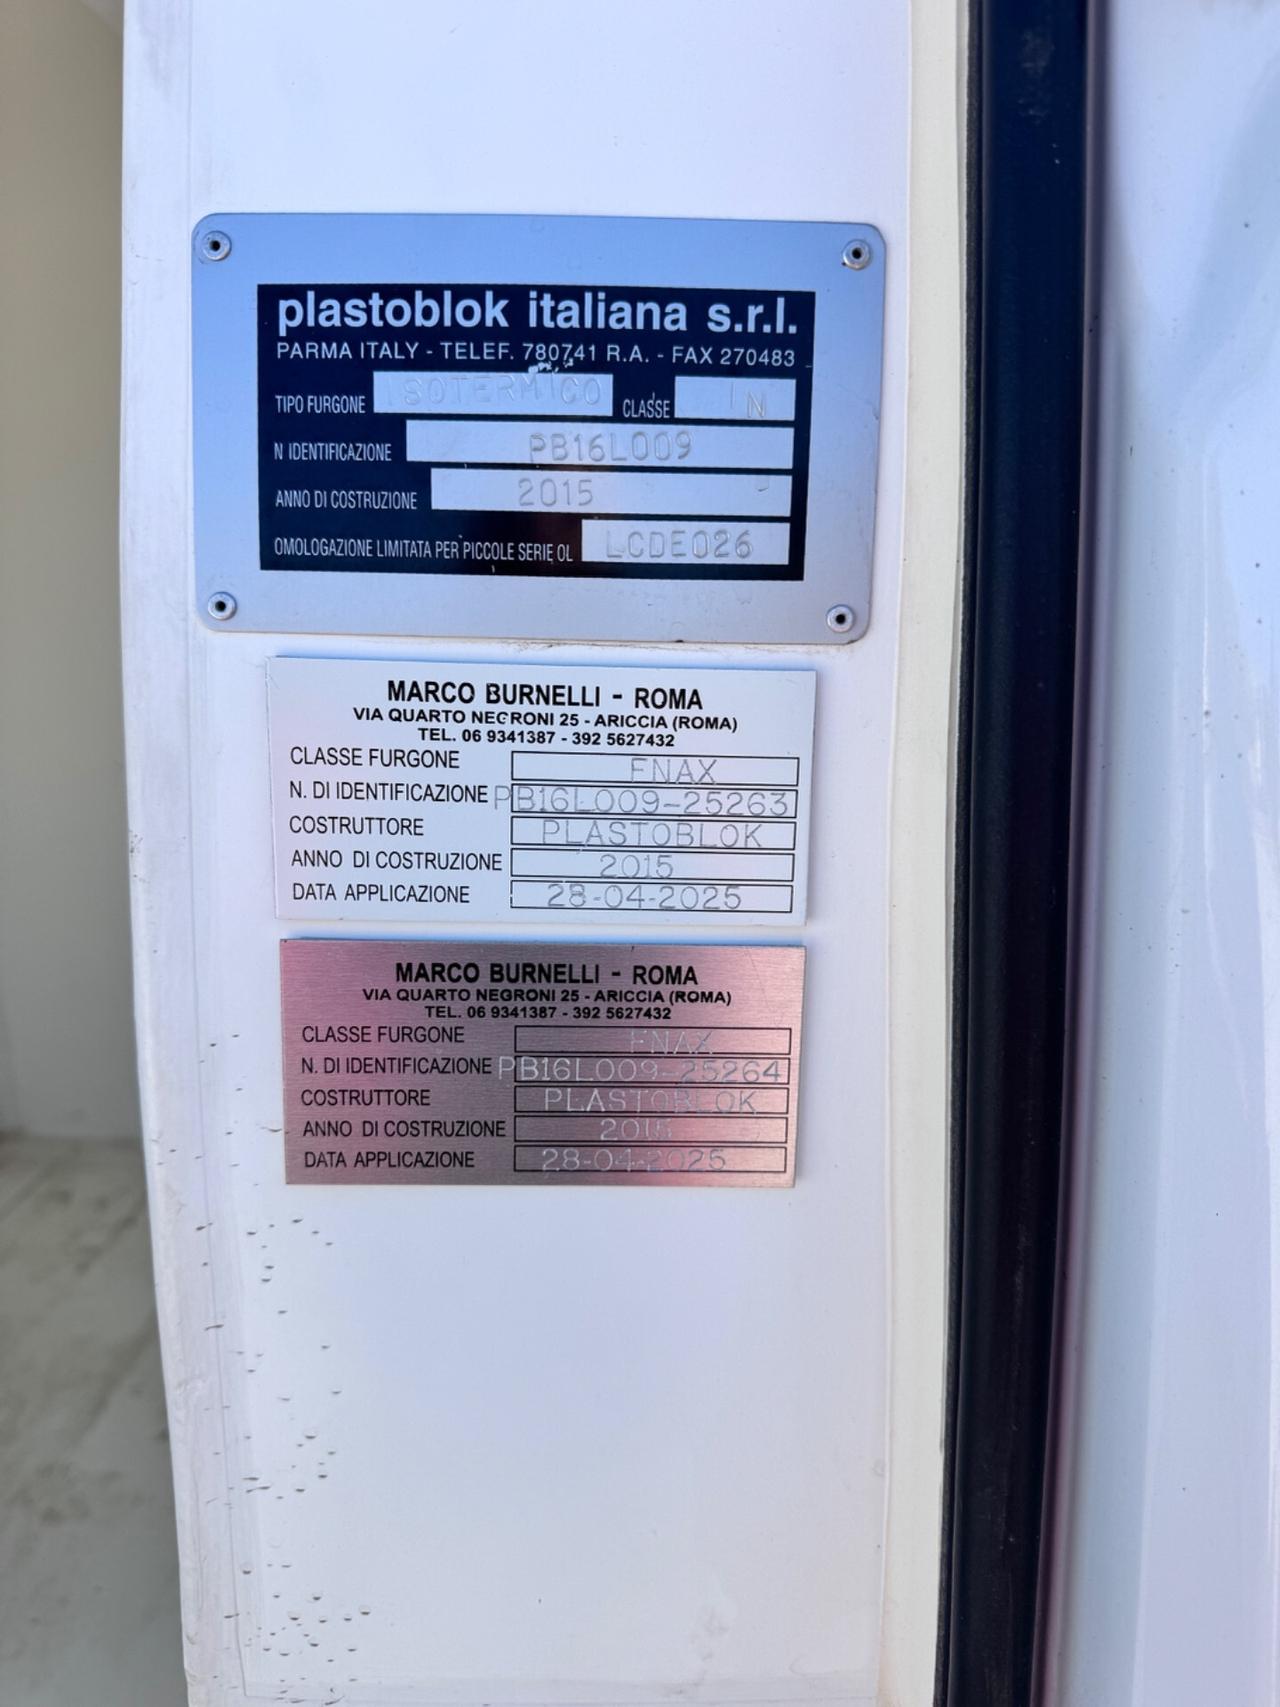 plastoblok italiana s.r.l.
PARMA ITALY - TELEF. 780741 R.A. - FAX 270483
TIPO FURGONE ISOTERMICO CLASSE IN
N IDENTIFICAZIONE PB16L009
ANNO DI COSTRUZIONE 2015
OMOLOGAZIONE LIMITATA PER PICCOLE SERIE OL LCDE026
MARCO BURNELLI - ROMA
VIA QUARTO NEGRONI 25 - ARICCIA (ROMA)
TEL. 06 9341387 - 392 5627432
CLASSE FURGONE FNAX
N. DI IDENTIFICAZIONE PB16L009-25263
COSTRUTTORE PLASTOBLOK
ANNO DI COSTRUZIONE 2015
DATA APPLICAZIONE 28-04-2025
MARCO BURNELLI - ROMA
VIA QUARTO NEGRONI 25 - ARICCIA (ROMA)
TEL. 06 9341387 - 392 5627432
CLASSE FURGONE FNAX
N. DI IDENTIFICAZIONE PB16L009-25264
COSTRUTTORE PLASTOBLOK
ANNO DI COSTRUZIONE 2015
DATA APPLICAZIONE 28-04-2025